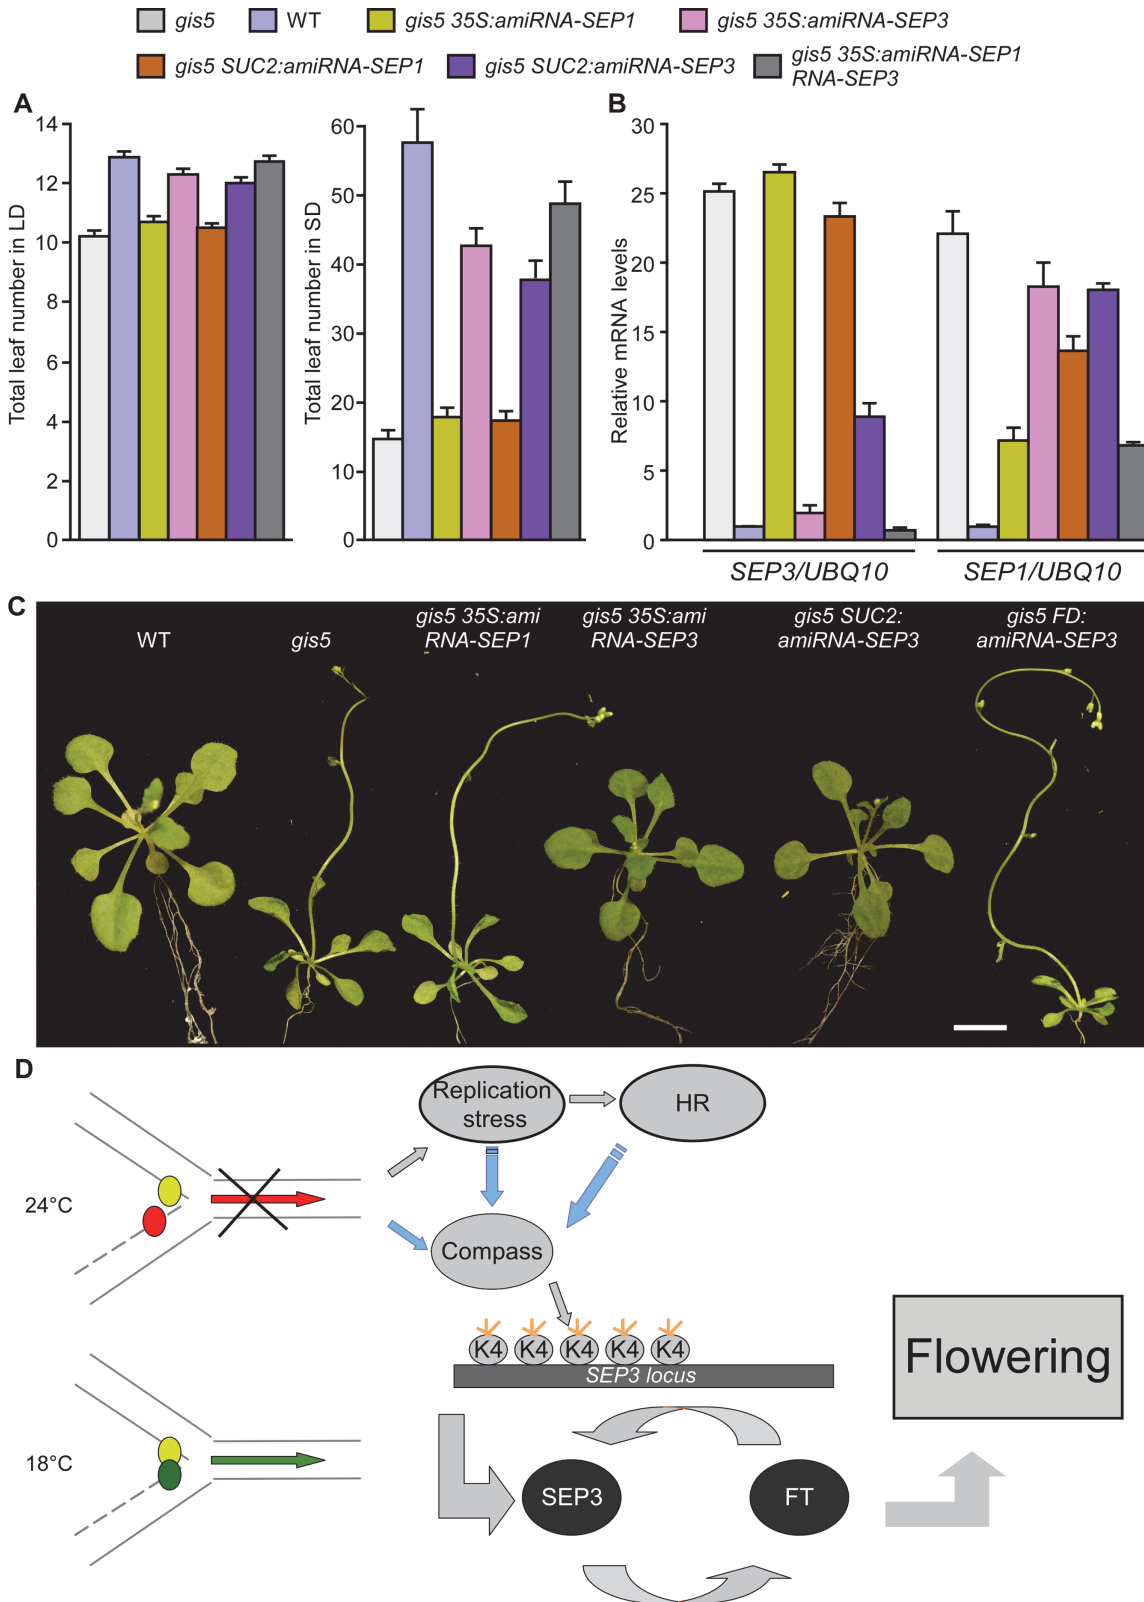 gis5
WT
gis5 35S:amiRNA-SEP1
gis5 35S:amiRNA-SEP3
gis5 SUC2:amiRNA-SEP1
gis5 SUC2:amiRNA-SEP3
gis5 35S:amiRNA-SEP1
RNA-SEP3
A
Total leaf number in LD
14
12
10
8
6
4
2
0
Total leaf number in SD
60
50
40
30
20
10
0
B
Relative mRNA levels
30
25
20
15
10
5
0
SEP3/UBQ10
SEP1/UBQ10
C
WT
gis5
gis5 35S:ami
RNA-SEP1
gis5 35S:ami
RNA-SEP3
gis5 SUC2:
amiRNA-SEP3
gis5 FD:
amiRNA-SEP3
D
24°C
Replication
stress
HR
Compass
K4 K4 K4 K4 K4
SEP3 locus
Flowering
18°C
SEP3
FT